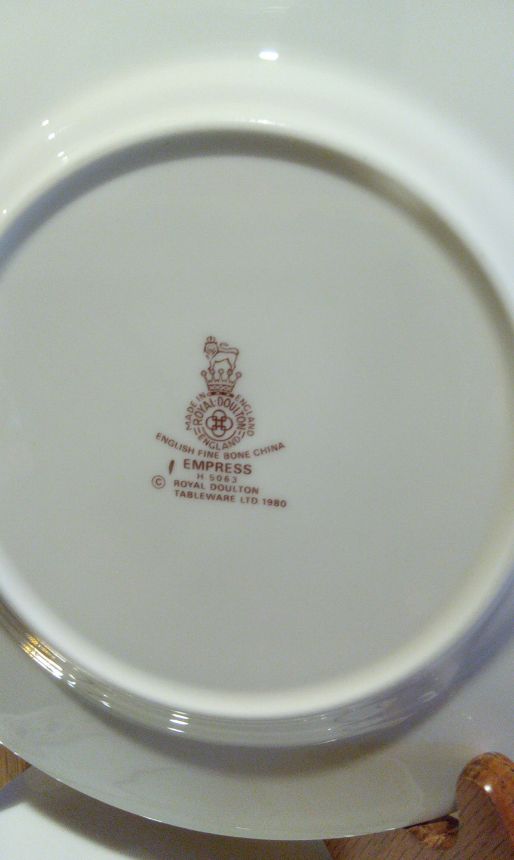 MADE IN ENGLAND
ROYAL·DOULTON
ENGLAND
ENGLISH FINE BONE CHINA
EMPRESS
H 5063
© ROYAL DOULTON
TABLEWARE LTD 1980